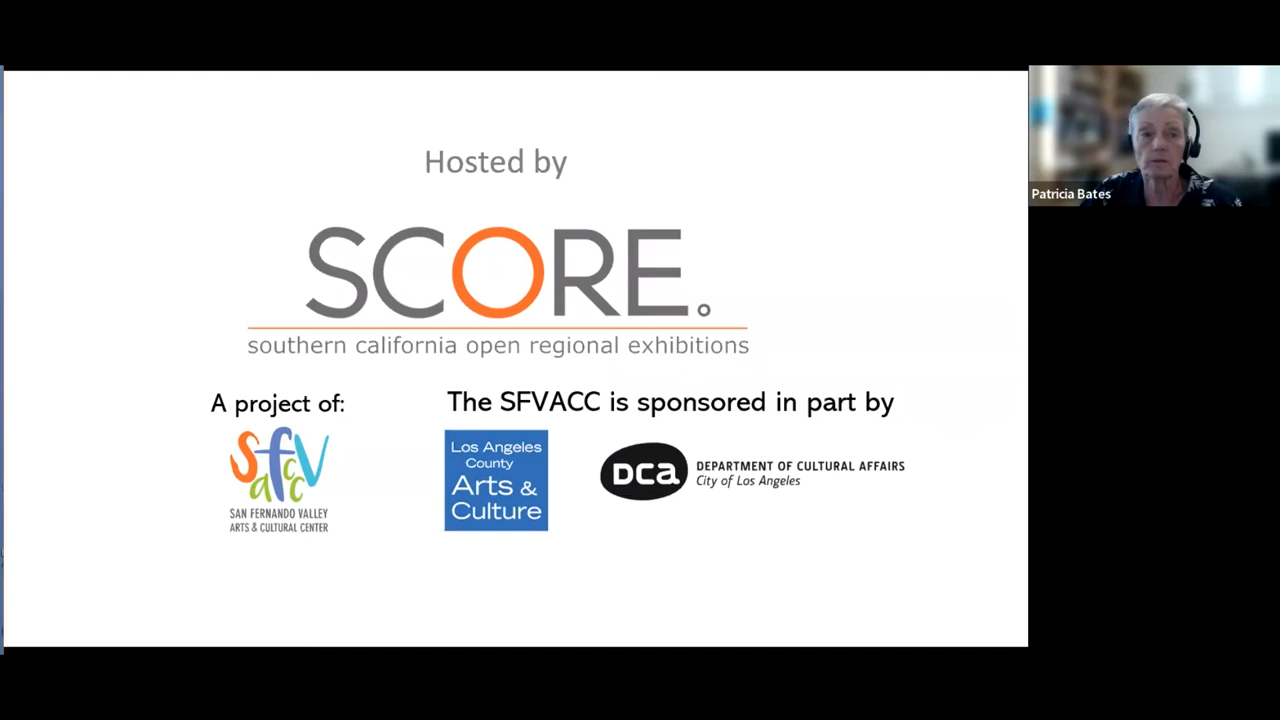 Hosted by
SCORE.
southern california open regional exhibitions
A project of:
The SFVACC is sponsored in part by
sfvacc
SAN FERNANDO VALLEY
ARTS & CULTURAL CENTER
Los Angeles
County
Arts &
Culture
DCa
DEPARTMENT OF CULTURAL AFFAIRS
City of Los Angeles
Patricia Bates